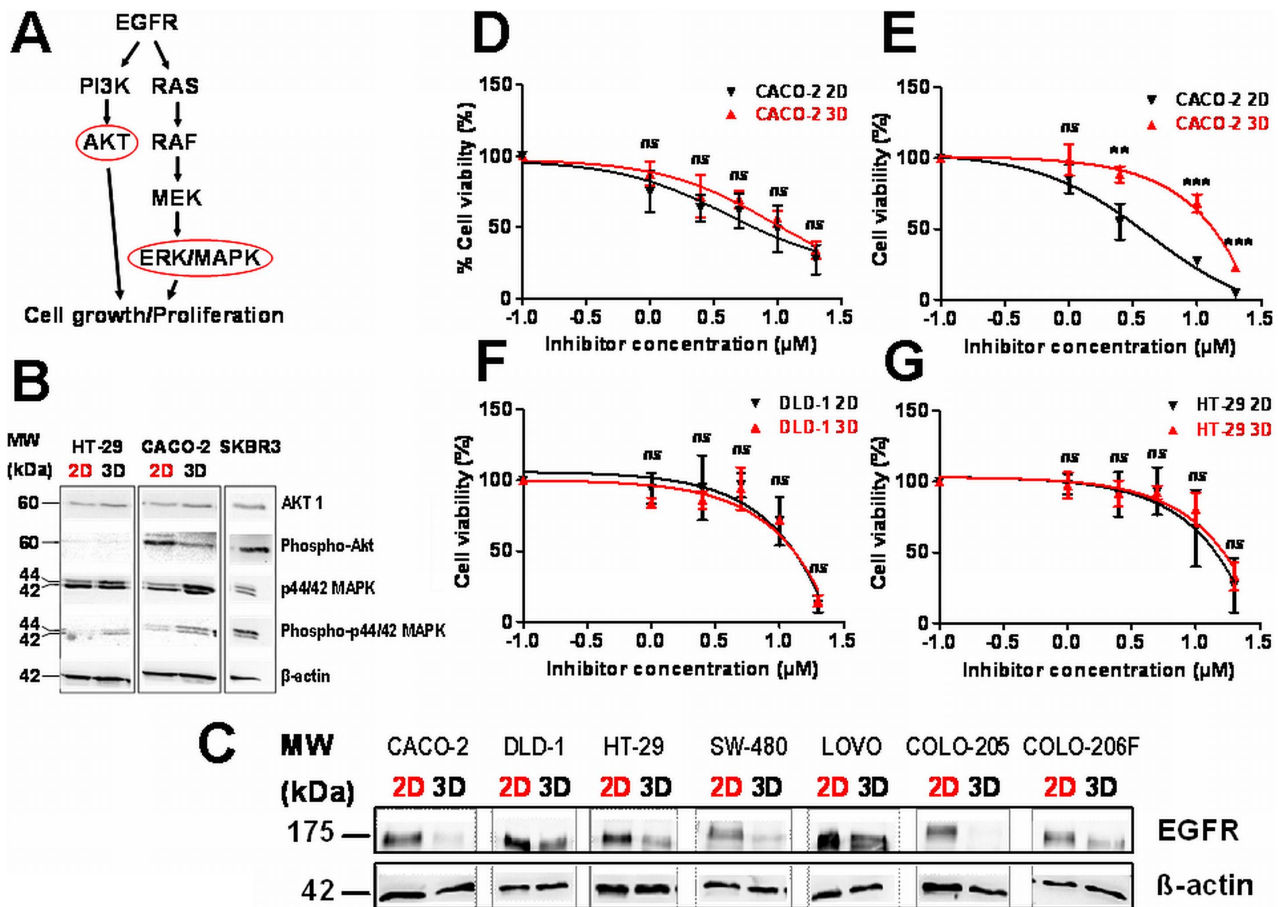 A
EGFR
PI3K RAS
AKT RAF
MEK
ERK/MAPK
Cell growth/Proliferation
B
MW
(kDa)
HT-29 CACO-2 SKBR3
2D 3D 2D 3D
60 AKT 1
60 Phospho-Akt
44
42 p44/42 MAPK
44
42 Phospho-p44/42 MAPK
42 ß-actin
D
CACO-2 2D
CACO-2 3D
% Cell viability (%)
150
100
50
0
ns ns ns ns ns
-1.0 -0.5 0.0 0.5 1.0 1.5
Inhibitor concentration (µM)
E
CACO-2 2D
CACO-2 3D
Cell viability (%)
150
100
50
0
ns ** *** ***
-1.0 -0.5 0.0 0.5 1.0 1.5
Inhibitor concentration (µM)
F
DLD-1 2D
DLD-1 3D
Cell viability (%)
150
100
50
0
ns ns ns ns ns
-1.0 -0.5 0.0 0.5 1.0 1.5
Inhibitor concentration (µM)
G
HT-29 2D
HT-29 3D
Cell viability (%)
150
100
50
0
ns ns ns ns ns
-1.0 -0.5 0.0 0.5 1.0 1.5
Inhibitor concentration (µM)
C
MW CACO-2 DLD-1 HT-29 SW-480 LOVO COLO-205 COLO-206F
(kDa) 2D 3D 2D 3D 2D 3D 2D 3D 2D 3D 2D 3D 2D 3D
175 EGFR
42 ß-actin